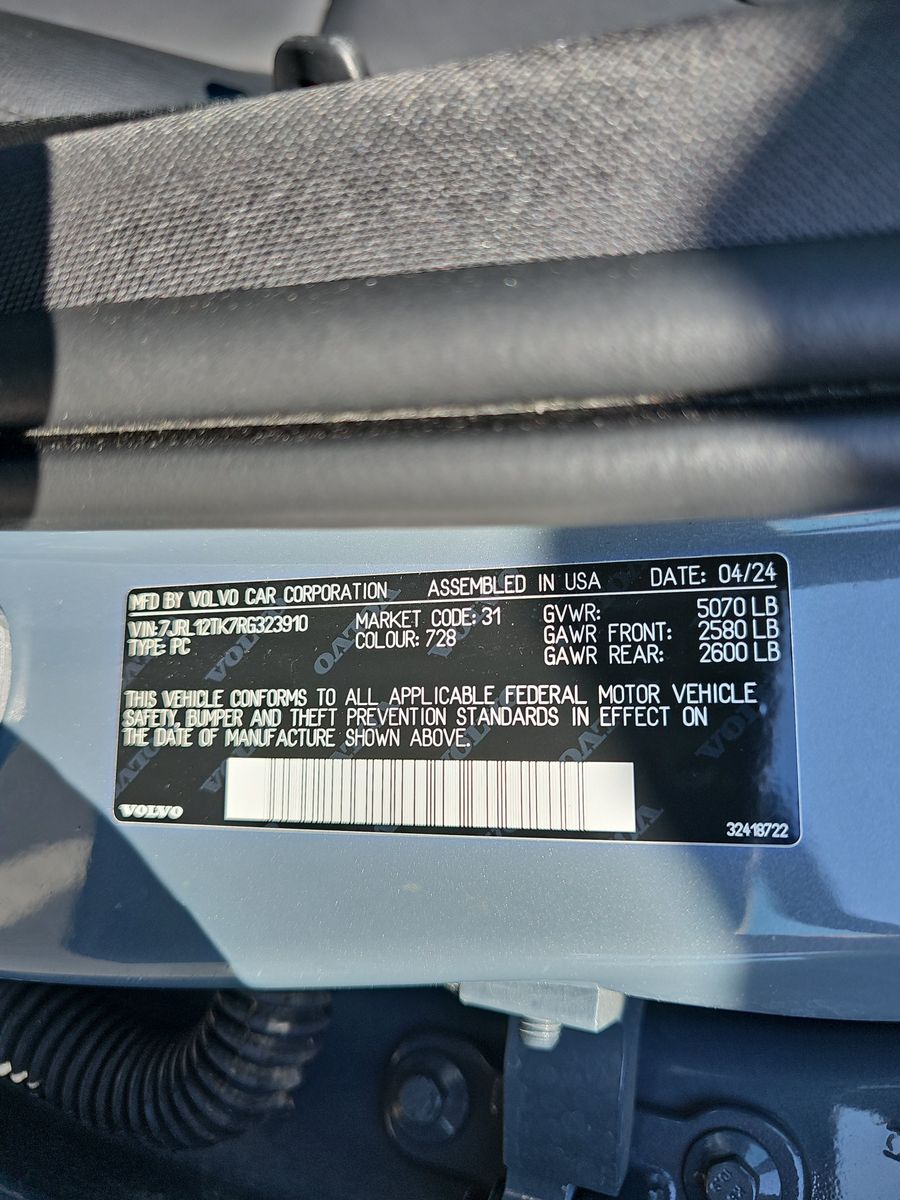 MFD BY VOLVO CAR CORPORATION ASSEMBLED IN USA DATE: 04/24
VIN: 7JRL12TK7RG323910 MARKET CODE: 31 GVWR: 5070 LB
TYPE: PC COLOUR: 728 GAWR FRONT: 2580 LB
GAWR REAR: 2600 LB
THIS VEHICLE CONFORMS TO ALL APPLICABLE FEDERAL MOTOR VEHICLE
SAFETY, BUMPER AND THEFT PREVENTION STANDARDS IN EFFECT ON
THE DATE OF MANUFACTURE SHOWN ABOVE.
VOLVO
32418722